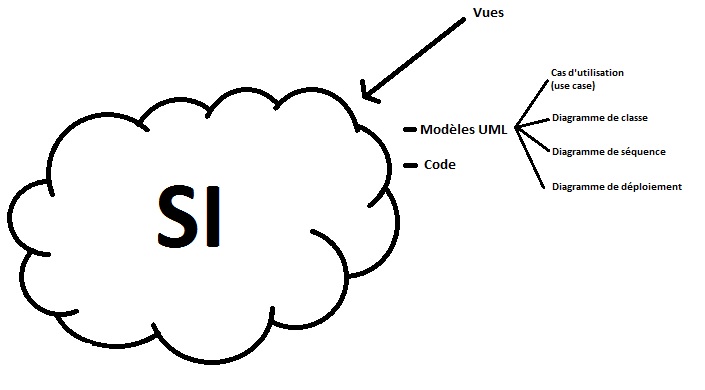 Vues
Cas d'utilisation
(use case)
Diagramme de classe
Modèles UML
Diagramme de séquence
Code
Diagramme de déploiement
SI